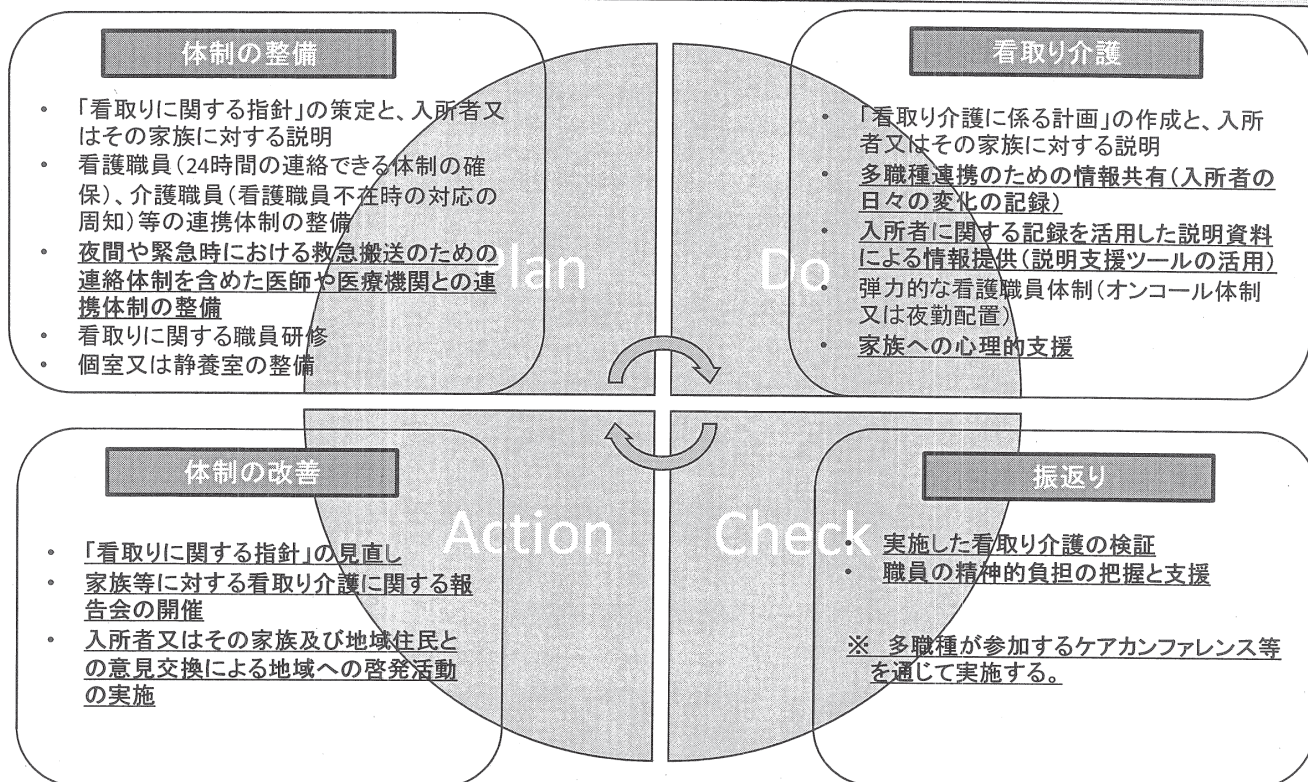 体制の整備
・ 「看取りに関する指針」の策定と、入所者又
はその家族に対する説明
・ 看護職員(24時間の連絡できる体制の確
保)、介護職員(看護職員不在時の対応の
周知)等の連携体制の整備
・ 夜間や緊急時における救急搬送のための
連絡体制を含めた医師や医療機関との連
携体制の整備
・ 看取りに関する職員研修
・ 個室又は静養室の整備
Plan
看取り介護
・ 「看取り介護に係る計画」の作成と、入所
者又はその家族に対する説明
・ 多職種連携のための情報共有(入所者の
日々の変化の記録)
・ 入所者に関する記録を活用した説明資料
による情報提供(説明支援ツールの活用)
・ 弾力的な看護職員体制(オンコール体制
又は夜勤配置)
・ 家族への心理的支援
Do
体制の改善
・ 「看取りに関する指針」の見直し
・ 家族等に対する看取り介護に関する報
告会の開催
・ 入所者又はその家族及び地域住民と
の意見交換による地域への啓発活動
の実施
Action
振返り
・ 実施した看取り介護の検証
・ 職員の精神的負担の把握と支援
※ 多職種が参加するケアカンファレンス等
を通じて実施する。
Check